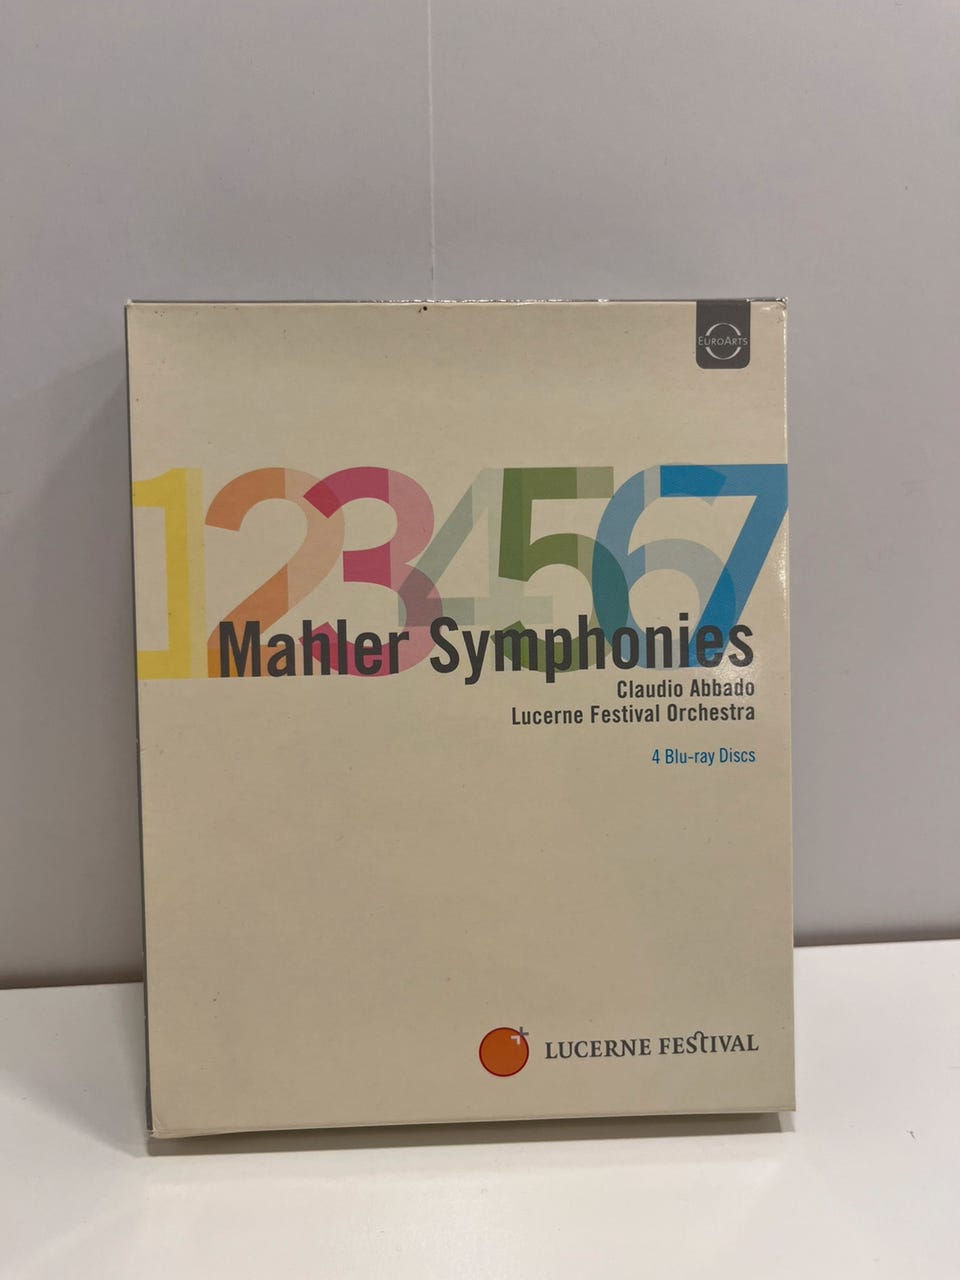 EUROARTS
1234567
Mahler Symphonies
Claudio Abbado
Lucerne Festival Orchestra
4 Blu-ray Discs
LUCERNE FESTIVAL